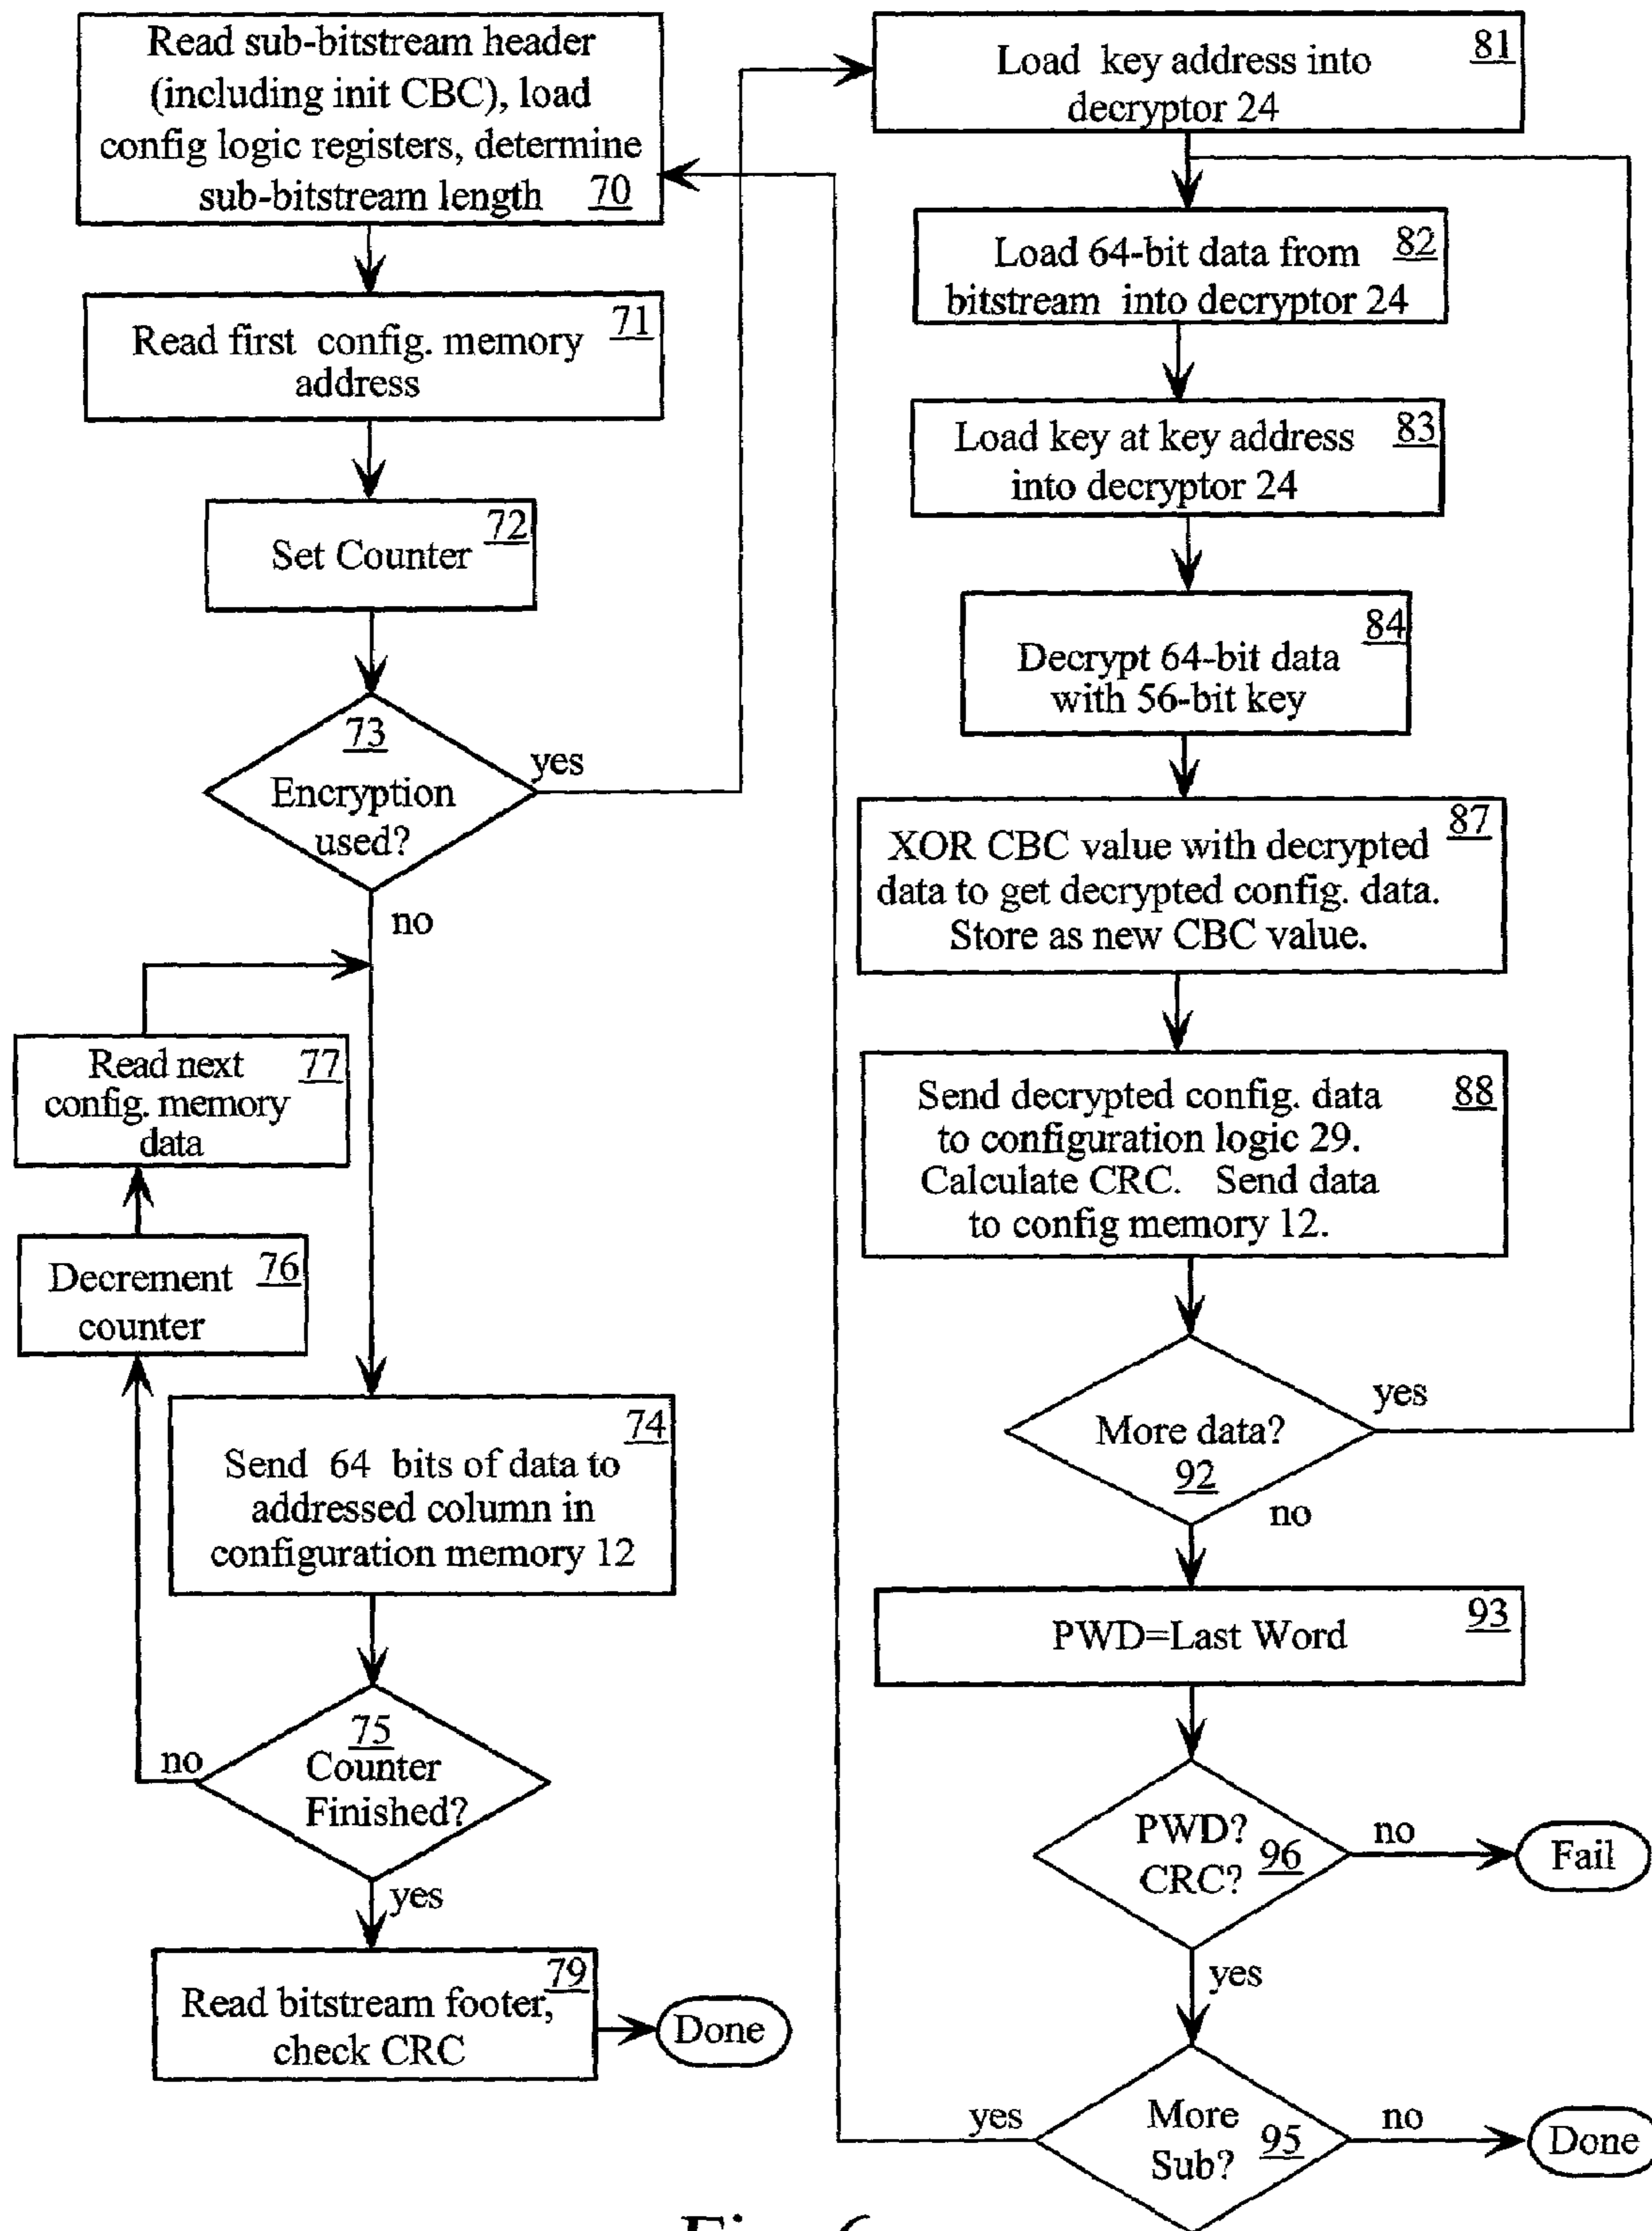 Read sub-bitstream header
(including init CBC), load
config logic registers, determine
sub-bitstream length 70
Read first config. memory 71
address
72
Set Counter
73
Encryption
used?
yes
no
Read next 77
config. memory
data
Decrement 76
counter
74
Send 64 bits of data to
addressed column in
configuration memory 12
75
Counter
Finished?
no
yes
79
Read bitstream footer,
check CRC
Done
81
Load key address into
decryptor 24
82
Load 64-bit data from
bitstream into decryptor 24
Load key at key address 83
into decryptor 24
84
Decrypt 64-bit data
with 56-bit key
87
XOR CBC value with decrypted
data to get decrypted config. data.
Store as new CBC value.
Send decrypted config. data 88
to configuration logic 29.
Calculate CRC. Send data
to config memory 12.
More data?
92
yes
no
PWD=Last Word 93
PWD?
CRC? 96
no
Fail
yes
More
Sub? 95
yes
no
Done